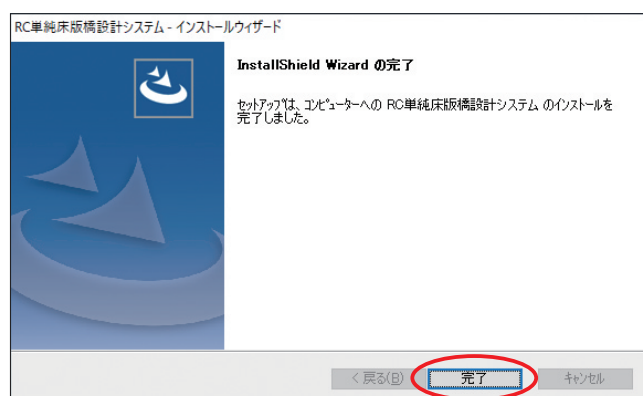 RC単純床版橋設計システム - インストールウィザード
InstallShield Wizard の完了
セットアップは、コンピューターへの RC単純床版橋設計システム のインストールを
完了しました。
< 戻る(B) 完了 キャンセル